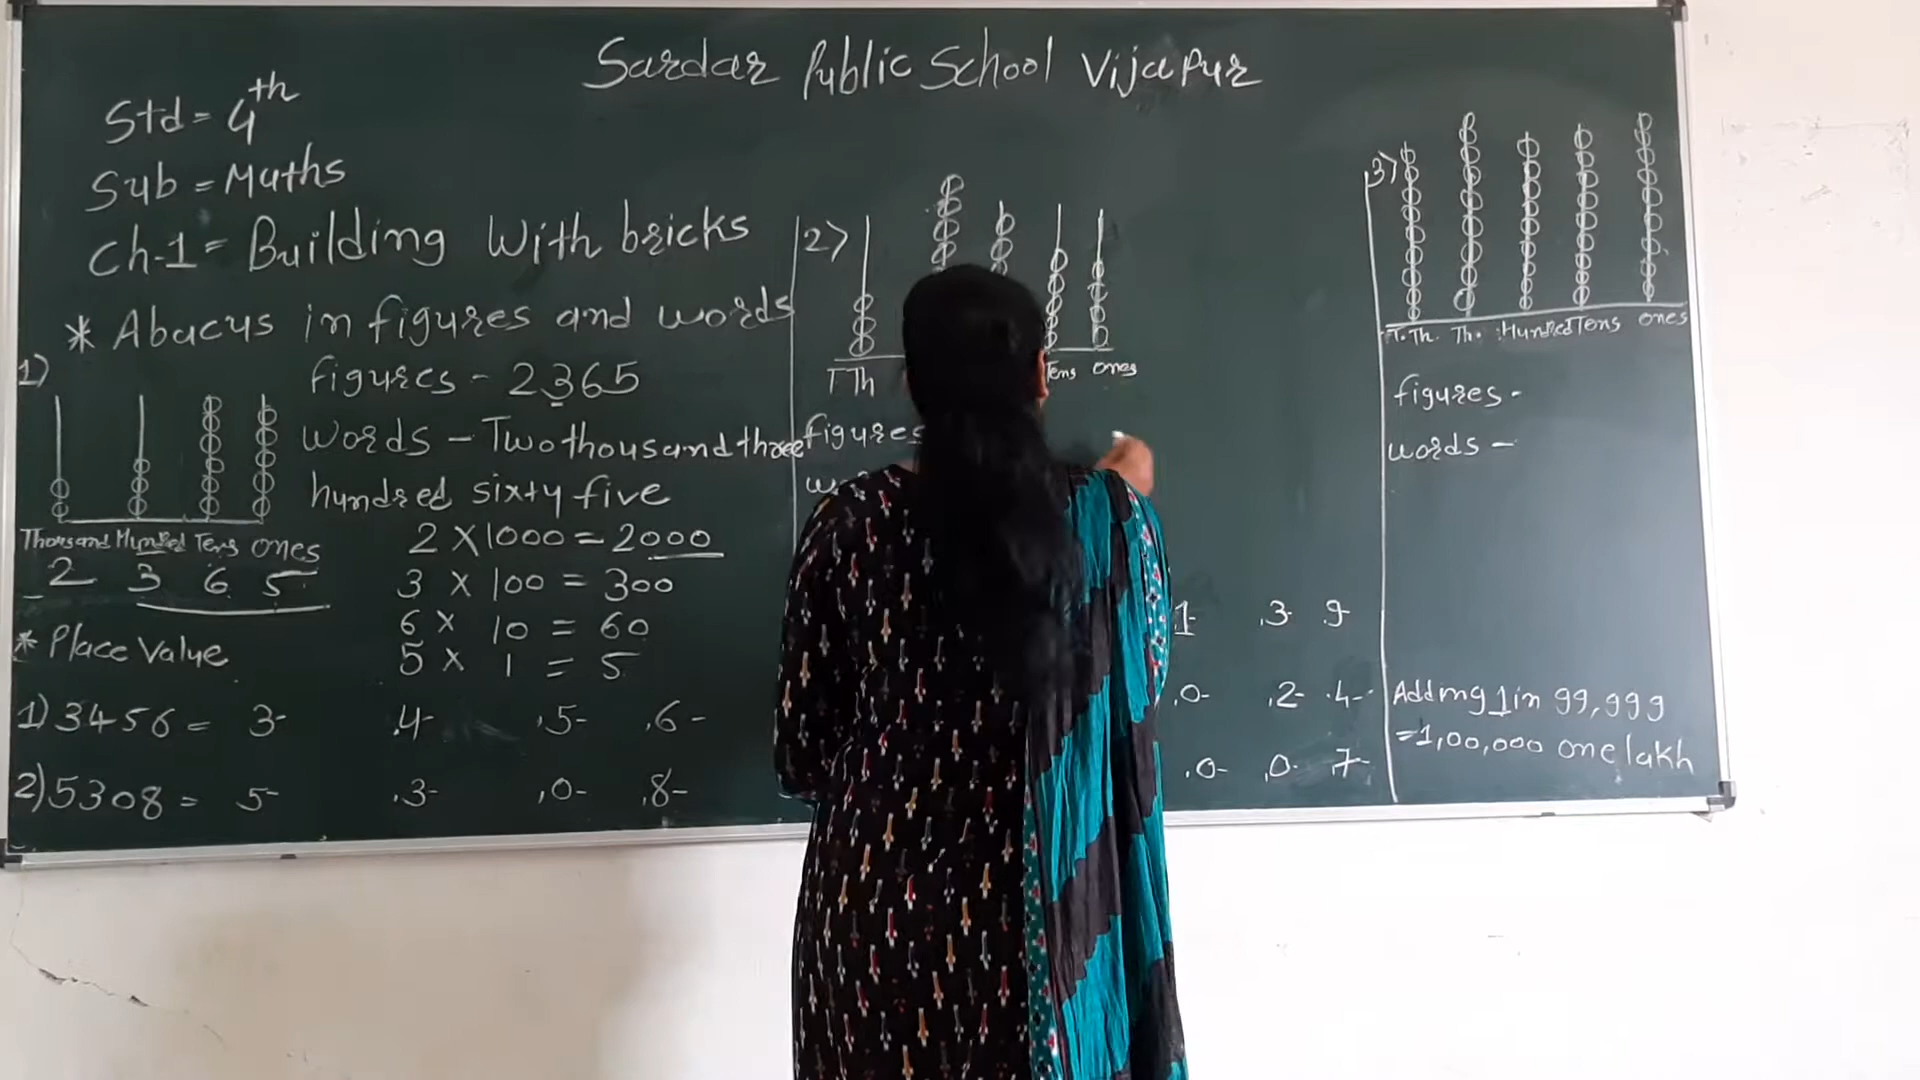 Sardar Public School Vijapur
Std = 4th
Sub = Maths
Ch-1 = Building With bricks
* Abacus in figures and words
1)
figures - 2365
words - Two thousand three
hundred sixty five
Thousand Hundred Tens ones
2 3 6 5
2 X 1000 = 2000
3 X 100 = 300
6 X 10 = 60
5 X 1 = 5
* Place Value
1) 3456 = 3- ,4- ,5- ,6-
2) 5308 = 5- ,3- ,0- ,8-
2)
T Th
Tens ones
figures
,1- ,3- ,9-
,0- ,2- ,4-
,0- ,0- ,7-
3)
T.Th. Th. Hundred Tens ones
figures -
words -
Adding 1 in 99,999
=1,00,000 one lakh